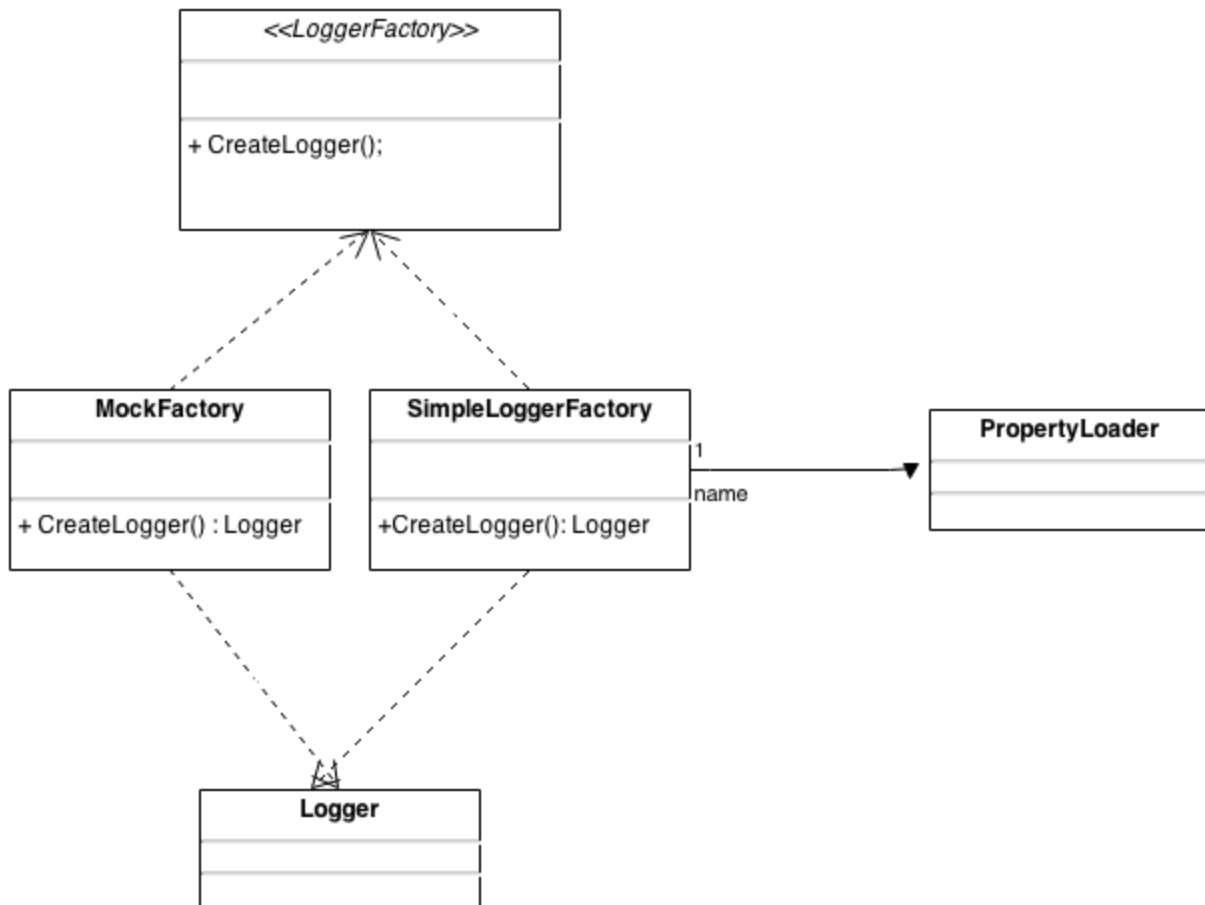 <<LoggerFactory>>
+ CreateLogger();
MockFactory
+ CreateLogger() : Logger
SimpleLoggerFactory
+CreateLogger(): Logger
1
name
PropertyLoader
Logger